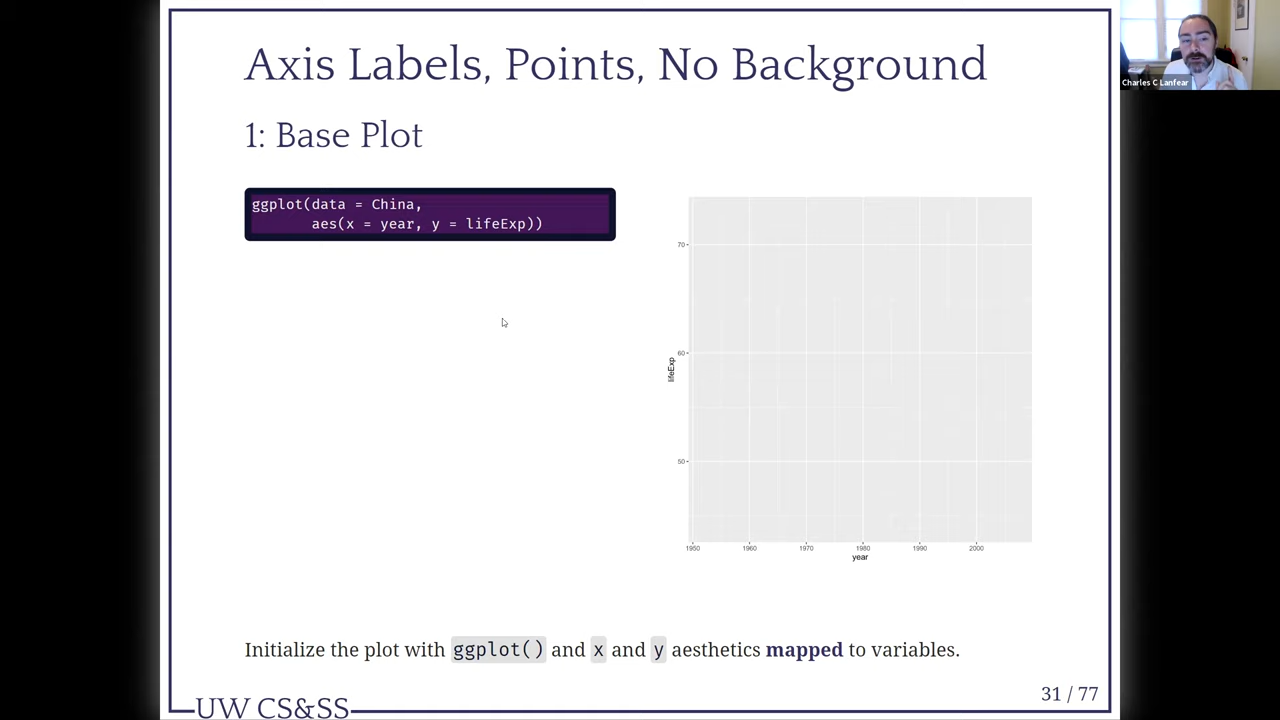 Axis Labels, Points, No Background
Charles C Lanfear
1: Base Plot
ggplot(data = China,
aes(x = year, y = lifeExp))
70
60
50
lifeExp
1950 1960 1970 1980 1990 2000
year
Initialize the plot with ggplot() and x and y aesthetics mapped to variables.
31 / 77
UW CS&SS